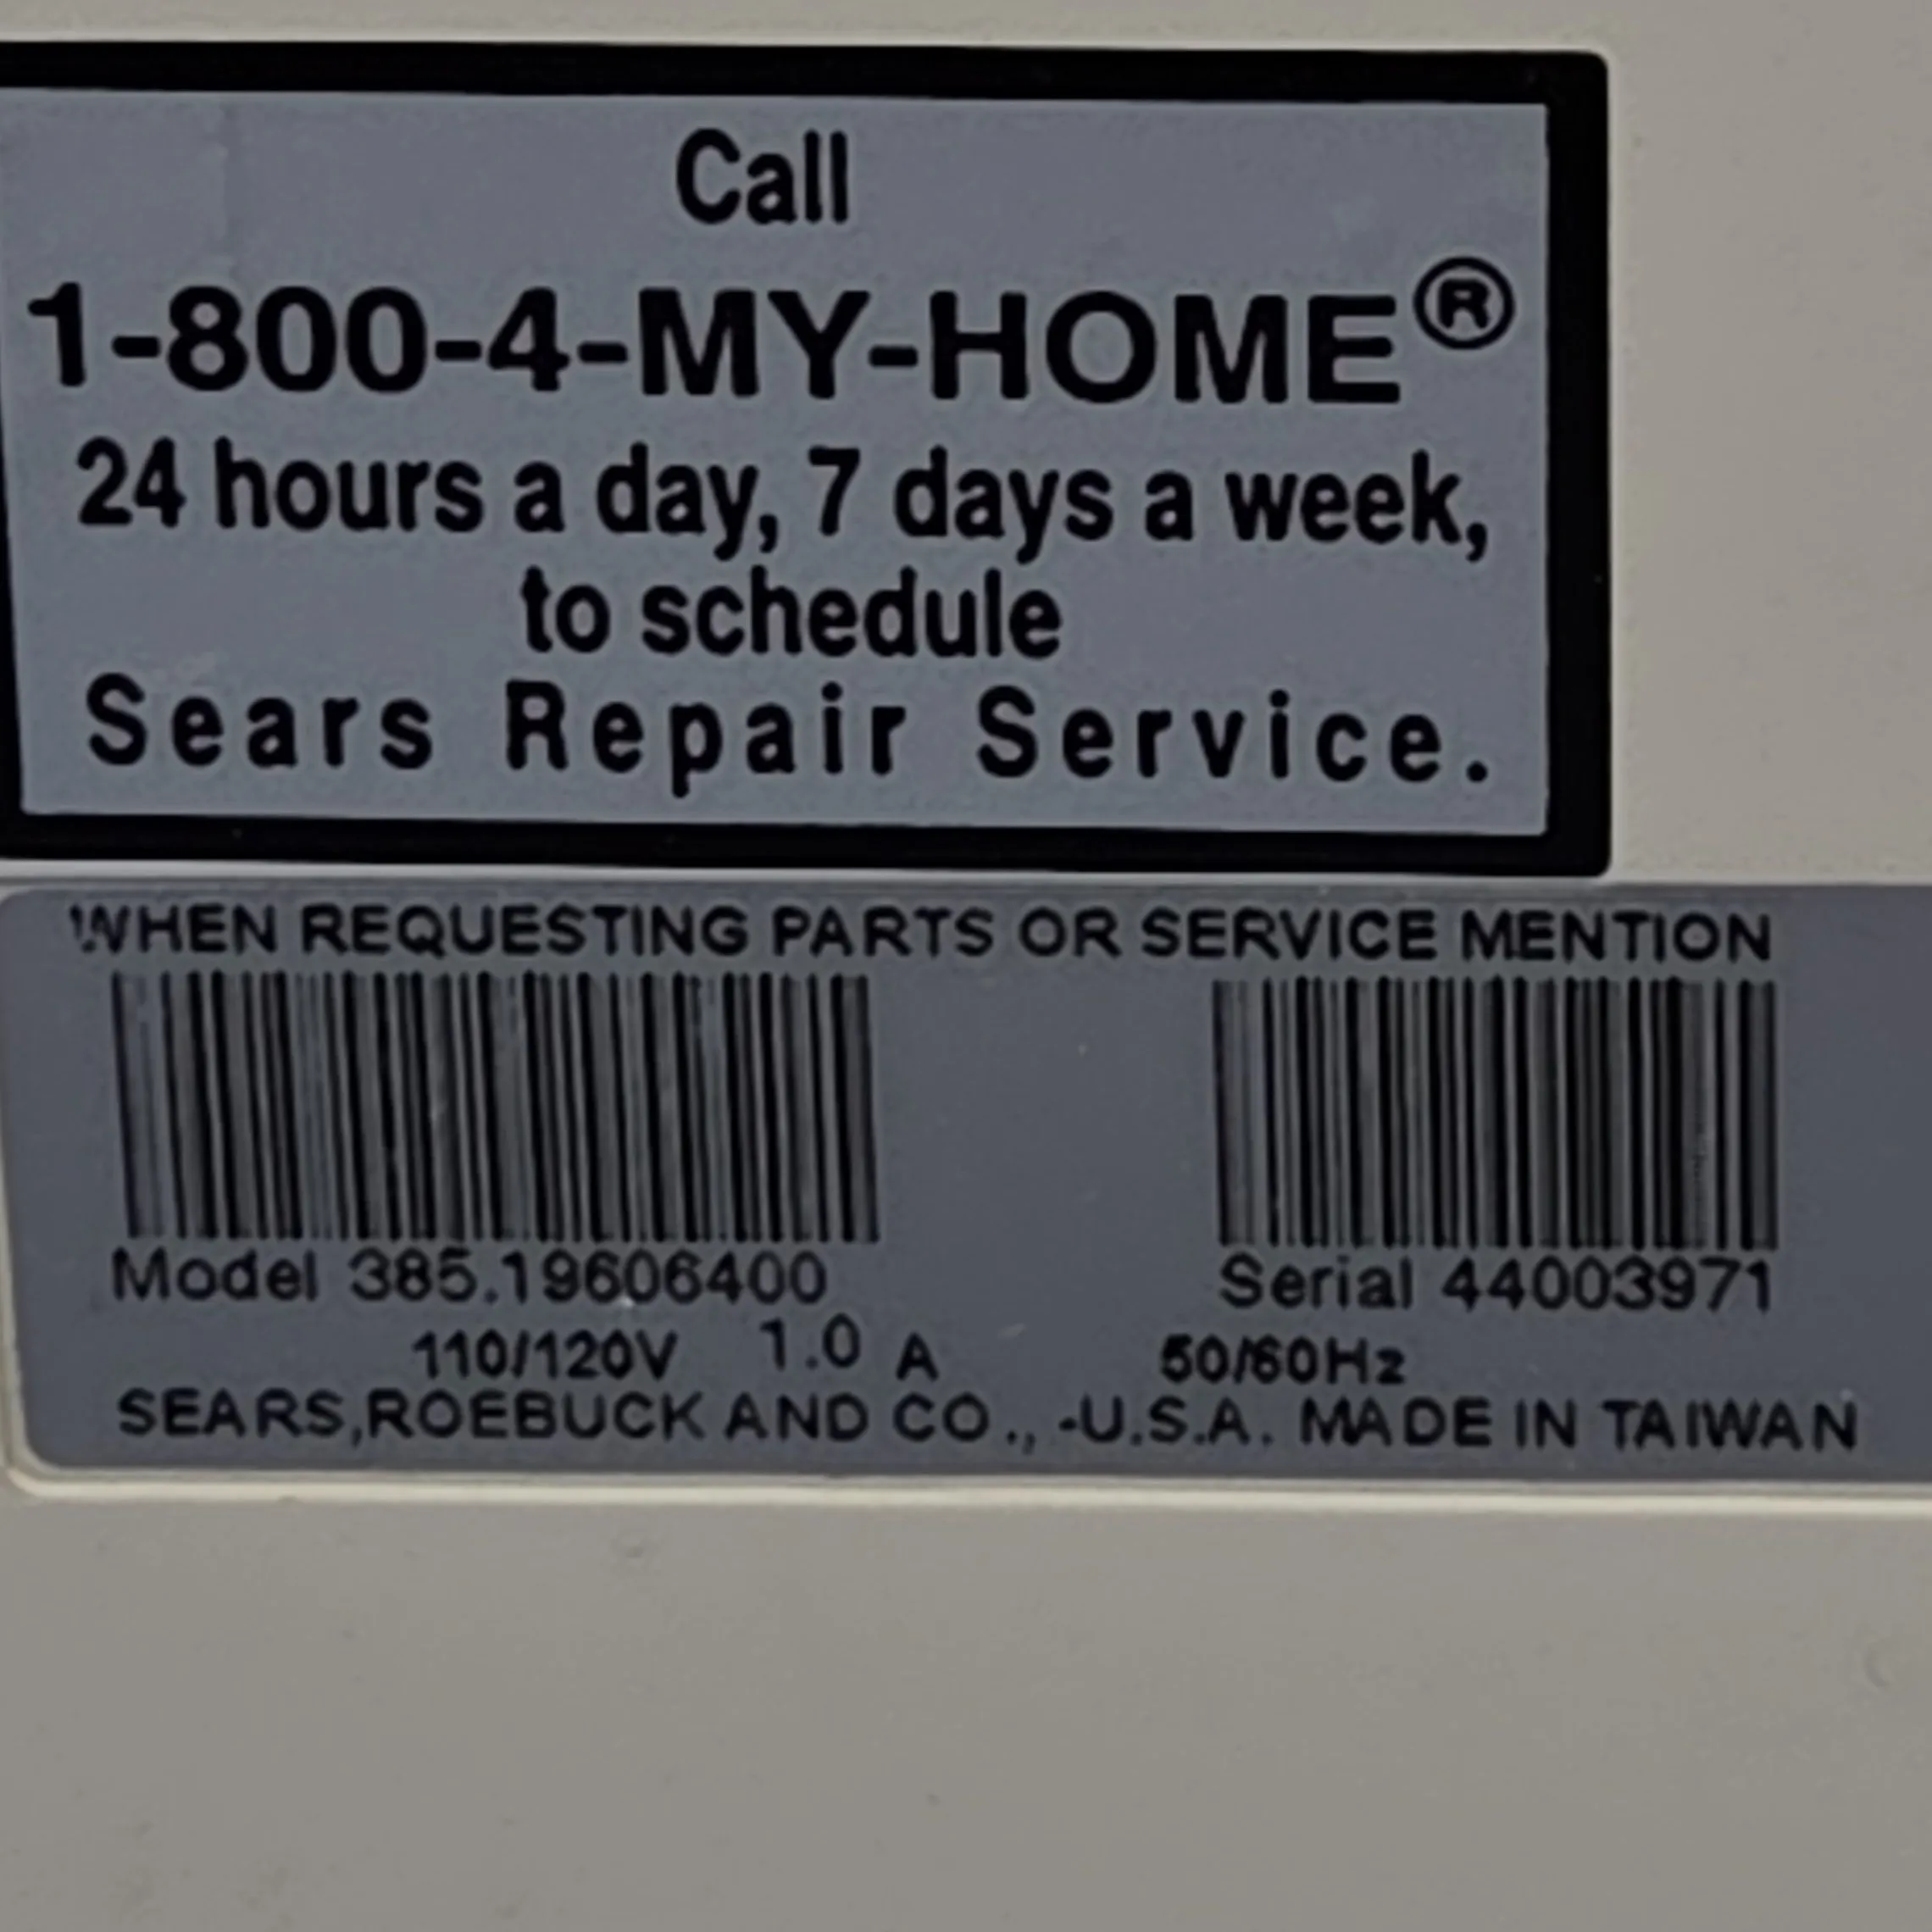 Call
1-800-4-MY-HOME®
24 hours a day, 7 days a week,
to schedule
Sears Repair Service.
WHEN REQUESTING PARTS OR SERVICE MENTION
Model 385.19606400 Serial 44003971
110/120V 1.0 A 50/60Hz
SEARS,ROEBUCK AND CO., -U.S.A. MADE IN TAIWAN